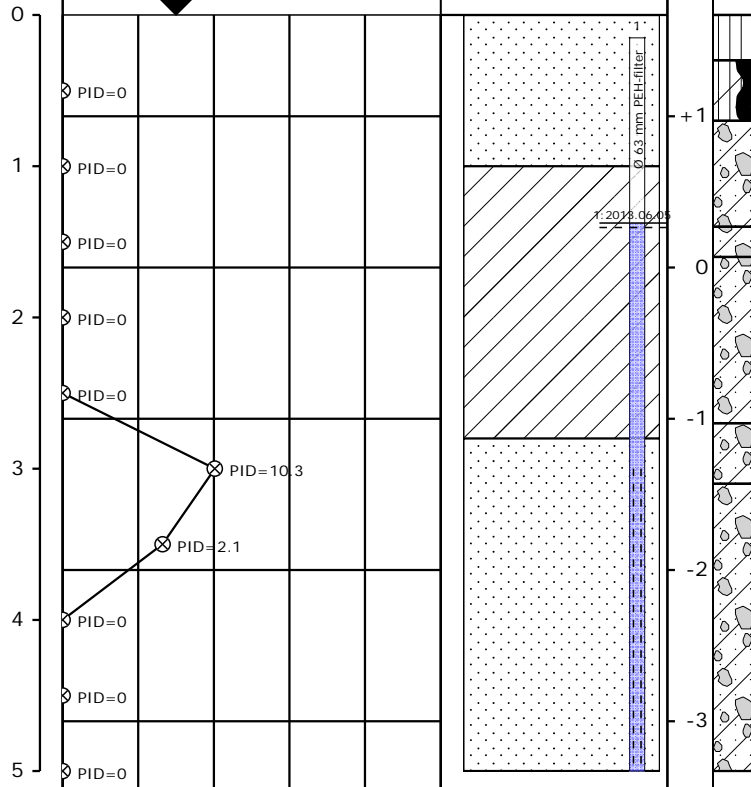 0
1
PID=0
Ø 63 mm PEH-filter
+1
1
PID=0
1:2013.06.05
PID=0
0
2
PID=0
PID=0
-1
3
PID=10.3
PID=2.1
-2
4
PID=0
PID=0
-3
5
PID=0